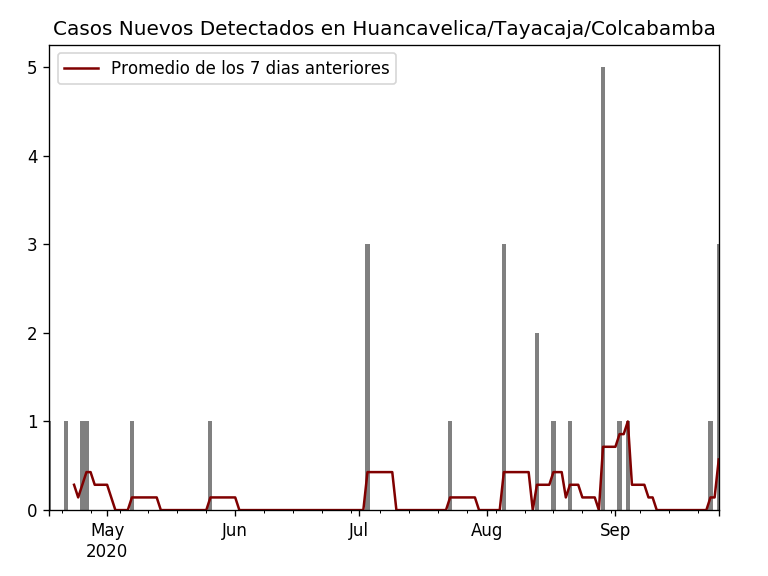 Casos Nuevos Detectados en Huancavelica/Tayacaja/Colcabamba
Promedio de los 7 dias anteriores
5
4
3
2
1
0
May Jun Jul Aug Sep
2020